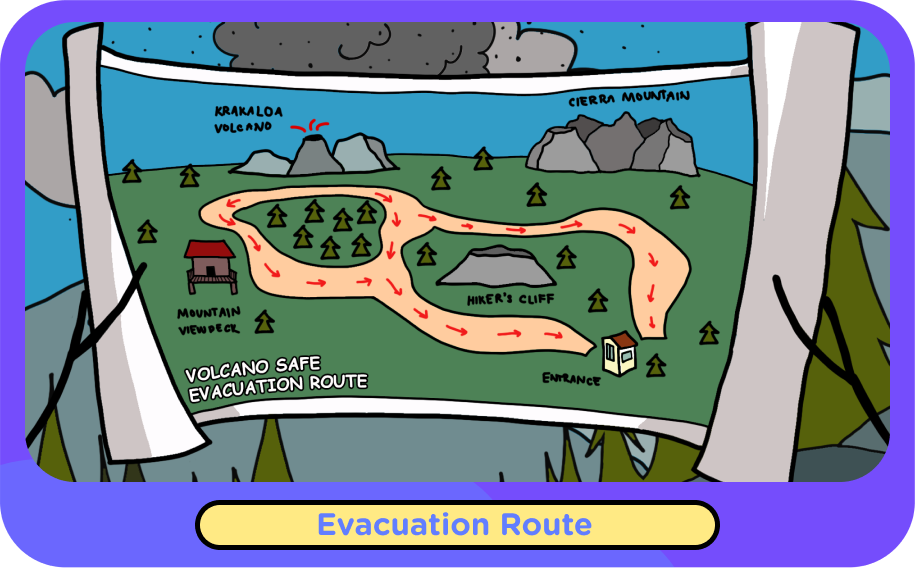 KRAKALOA
VOLCANO
CIERRA MOUNTAIN
HIKER'S CLIFF
MOUNTAIN
VIEWDECK
ENTRANCE
VOLCANO SAFE
EVACUATION ROUTE
Evacuation Route